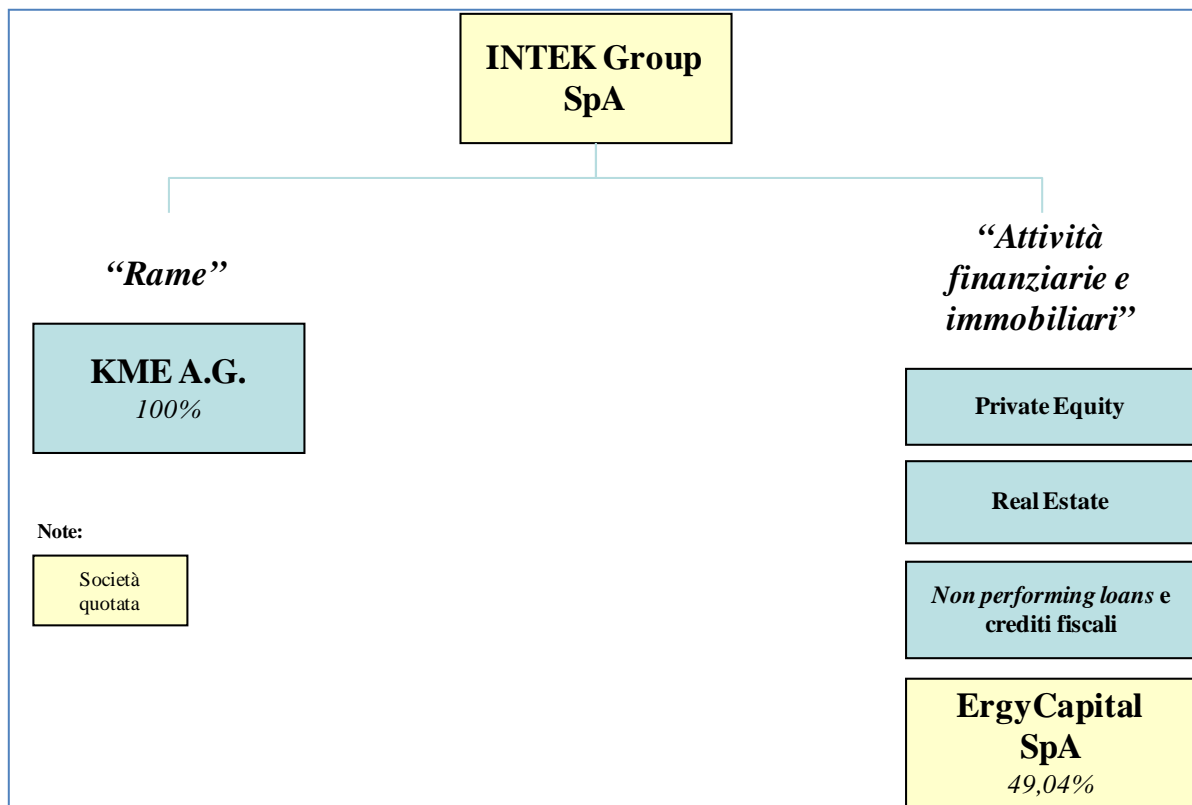 INTEK Group
SpA
“Rame”
KME A.G.
100%
Note:
Società
quotata
“Attività
finanziarie e
immobiliari”
Private Equity
Real Estate
Non performing loans e
crediti fiscali
ErgyCapital
SpA
49,04%